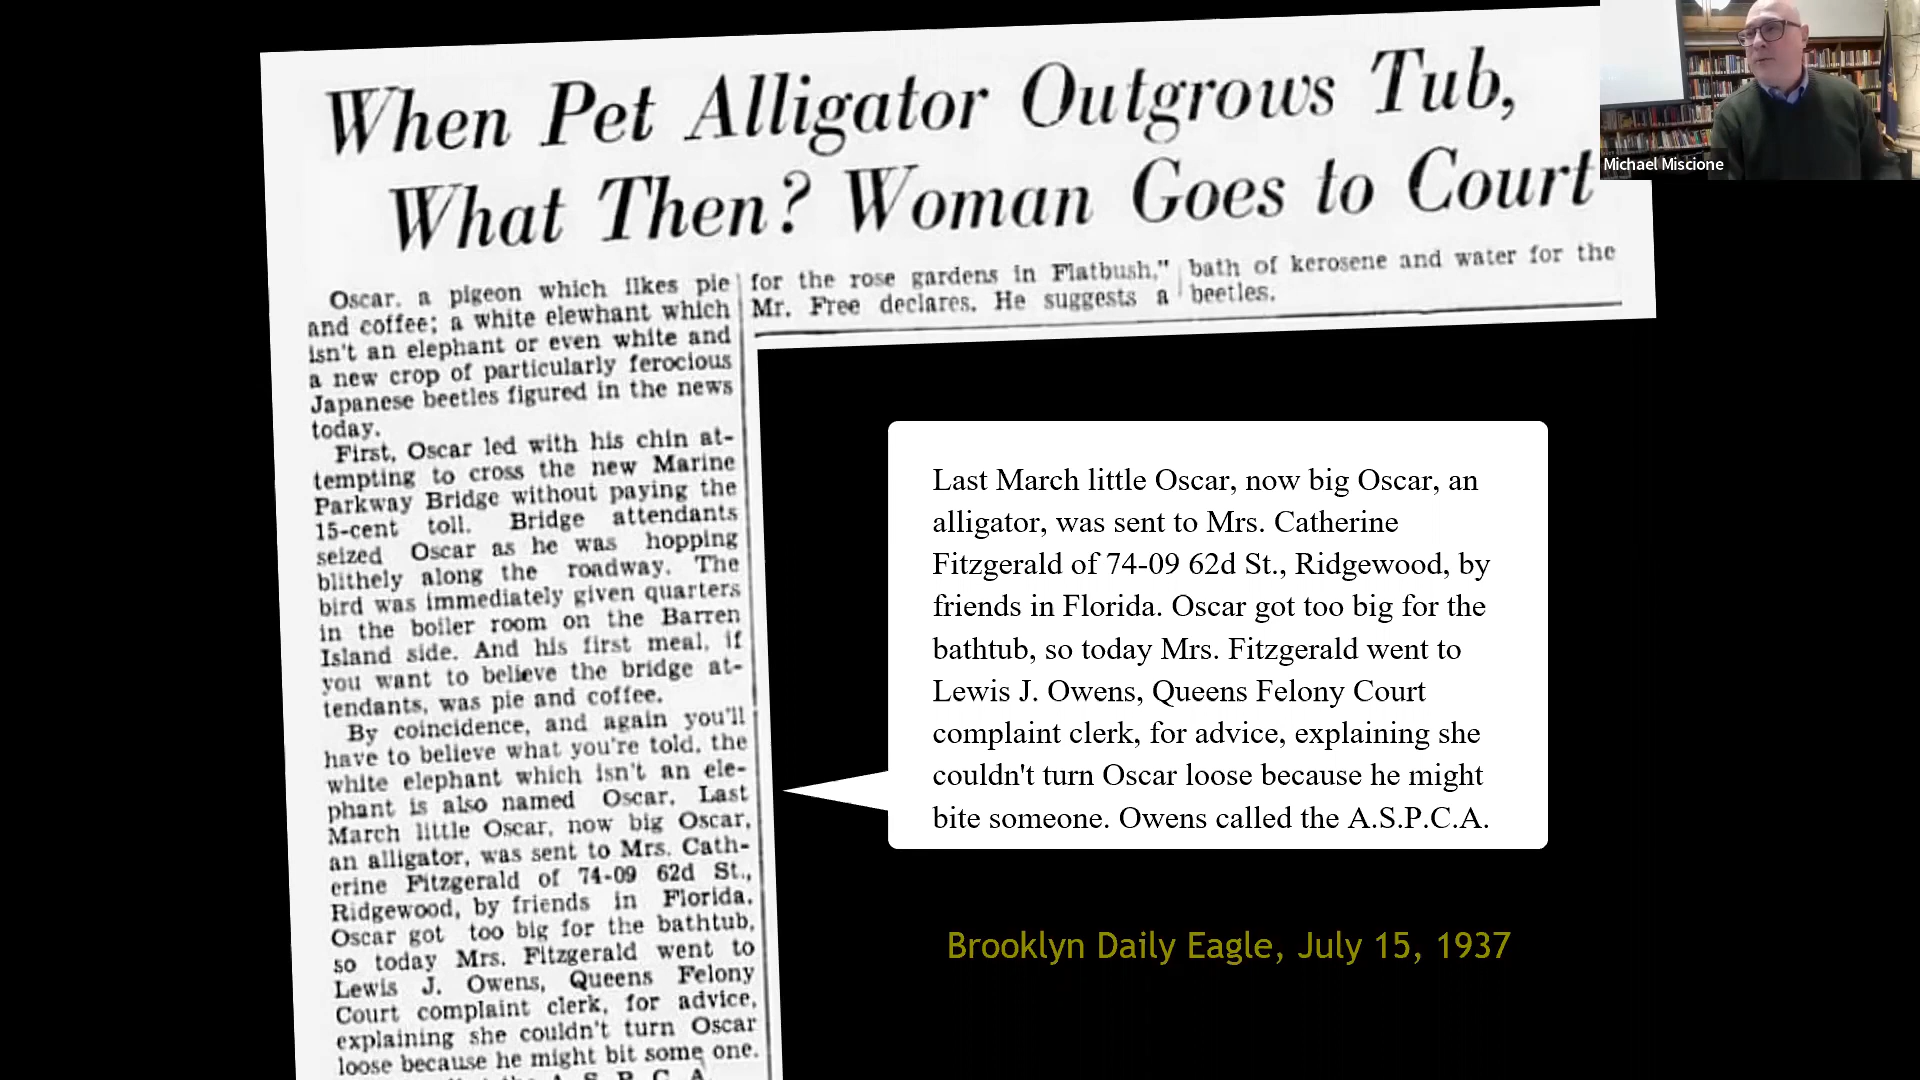 When Pet Alligator Outgrows Tub,
What Then? Woman Goes to Court
Oscar, a pigeon which likes pie
and coffee; a white elewhant which
isn't an elephant or even white and
a new crop of particularly ferocious
Japanese beetles figured in the news
today.
First, Oscar led with his chin at-
tempting to cross the new Marine
Parkway Bridge without paying the
15-cent toll. Bridge attendants
seized Oscar as he was hopping
blithely along the roadway. The
bird was immediately given quarters
in the boiler room on the Barren
Island side. And his first meal, if
you want to believe the bridge at-
tendants, was pie and coffee.
By coincidence, and again you'll
have to believe what you're told, the
white elephant which isn't an ele-
phant is also named Oscar. Last
March little Oscar, now big Oscar,
an alligator, was sent to Mrs. Cath-
erine Fitzgerald of 74-09 62d St.,
Ridgewood, by friends in Florida.
Oscar got too big for the bathtub,
so today Mrs. Fitzgerald went to
Lewis J. Owens, Queens Felony
Court complaint clerk, for advice,
explaining she couldn't turn Oscar
loose because he might bit some one.
A. S. P. C. A.
for the rose gardens in Flatbush,"
Mr. Free declares. He suggests a
bath of kerosene and water for the
beetles.
Last March little Oscar, now big Oscar, an
alligator, was sent to Mrs. Catherine
Fitzgerald of 74-09 62d St., Ridgewood, by
friends in Florida. Oscar got too big for the
bathtub, so today Mrs. Fitzgerald went to
Lewis J. Owens, Queens Felony Court
complaint clerk, for advice, explaining she
couldn't turn Oscar loose because he might
bite someone. Owens called the A.S.P.C.A.
Brooklyn Daily Eagle, July 15, 1937
Michael Miscione